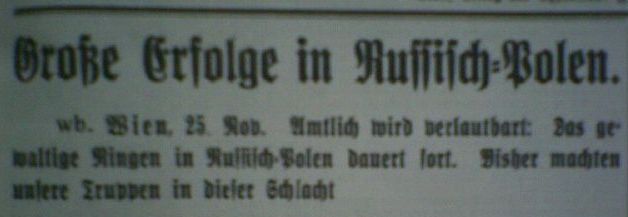 Große Erfolge in Russisch-Polen.
wb. Wien, 25. Nov. Amtlich wird verlautbart: Das ge-
waltige Ringen in Russisch-Polen dauert fort. Bisher machten
unsere Truppen in dieser Schlacht